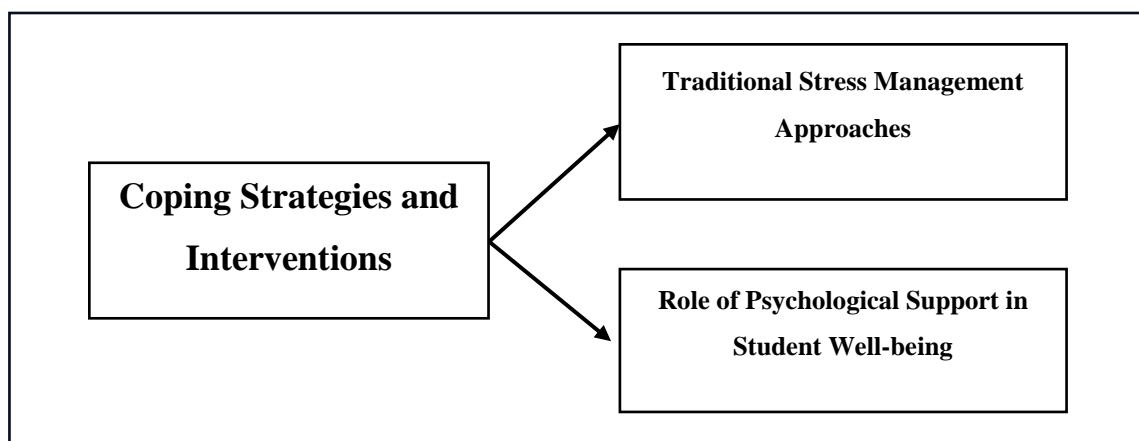 Coping Strategies and
Interventions
Traditional Stress Management
Approaches
Role of Psychological Support in
Student Well-being